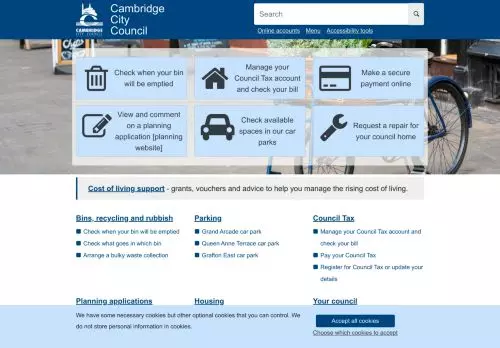 Cambridge
City
Council
CAMBRIDGE
CITY COUNCIL
Search
Online accounts Menu Accessibility tools
Check when your bin
will be emptied
Manage your
Council Tax account
and check your bill
Make a secure
payment online
View and comment
on a planning
application [planning
website]
Check available
spaces in our car
parks
Request a repair for
your council home
Cost of living support - grants, vouchers and advice to help you manage the rising cost of living.
Bins, recycling and rubbish
Check when your bin will be emptied
Check what goes in which bin
Arrange a bulky waste collection
Parking
Grand Arcade car park
Queen Anne Terrace car park
Grafton East car park
Council Tax
Manage your Council Tax account and
check your bill
Pay your Council Tax
Register for Council Tax or update your
details
Planning applications
Housing
Your council
We have some necessary cookies but other optional cookies that you can control. We
do not store personal information in cookies.
Accept all cookies
Choose which cookies to accept